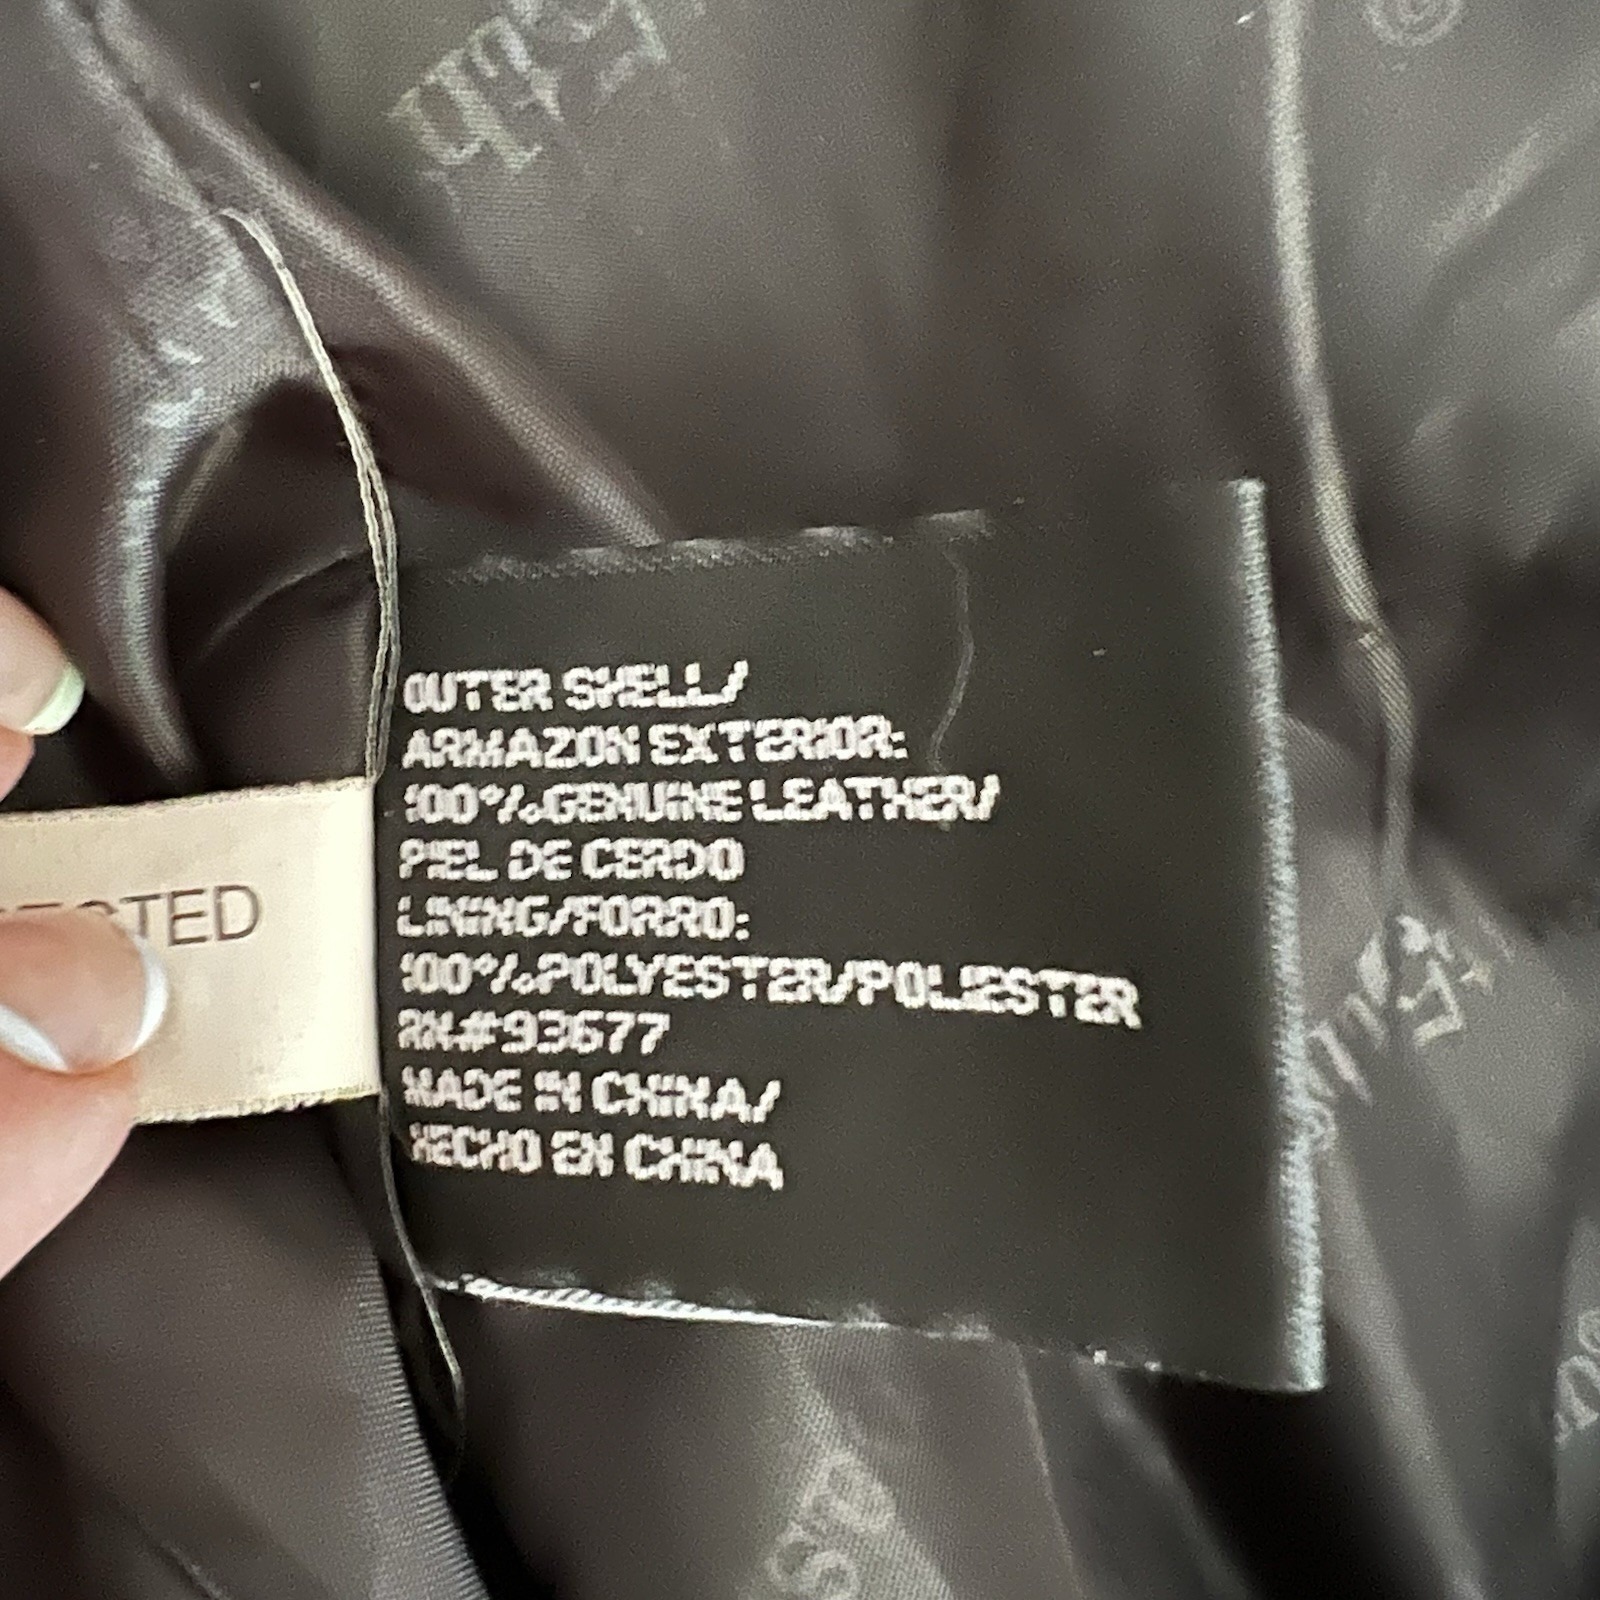 OUTER SHELL/
ARMAZON EXTERIOR:
100%GENUINE LEATHER/
PIEL DE CERDO
LINING/FORRO:
100%POLYESTER/POLIESTER
RN#93677
MADE IN CHINA/
HECHO EN CHINA